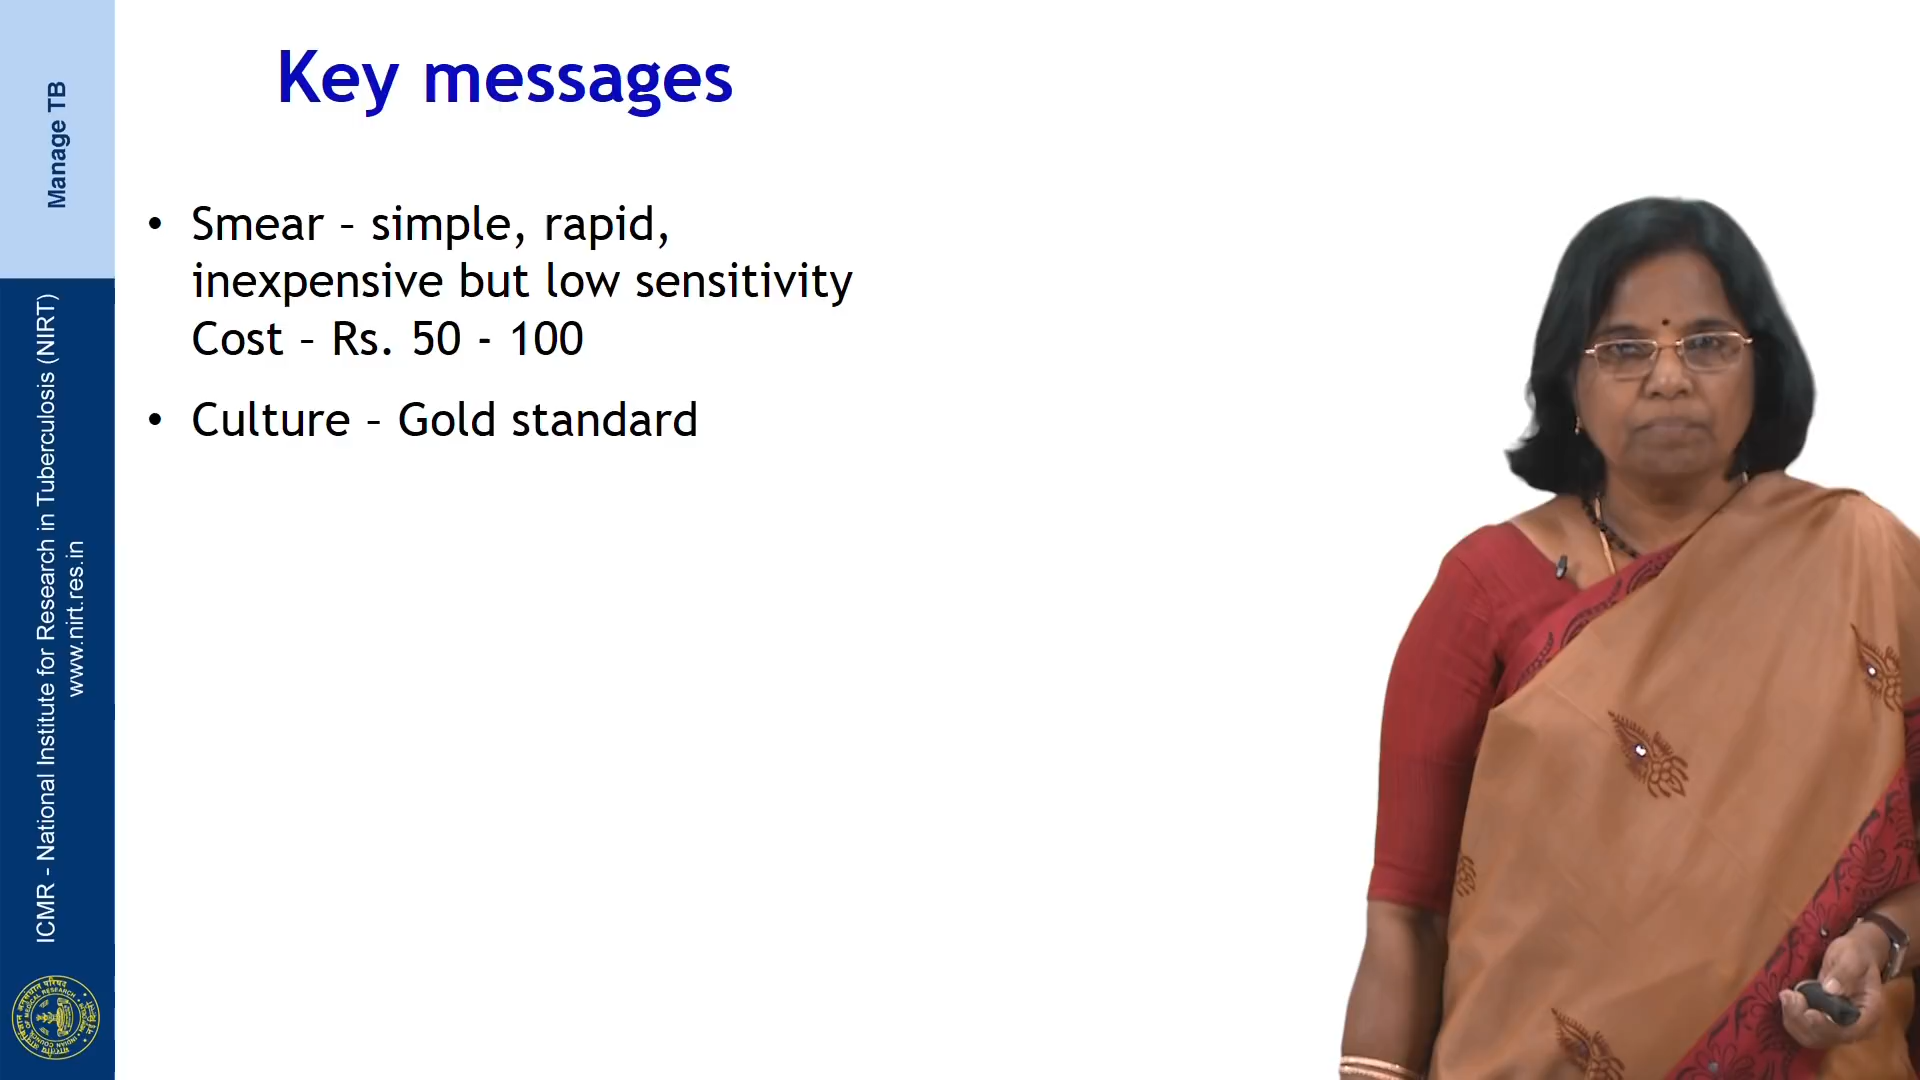 Key messages
• Smear – simple, rapid,
inexpensive but low sensitivity
Cost – Rs. 50 - 100
• Culture – Gold standard
Manage TB
ICMR - National Institute for Research in Tuberculosis (NIRT)
www.nirt.res.in